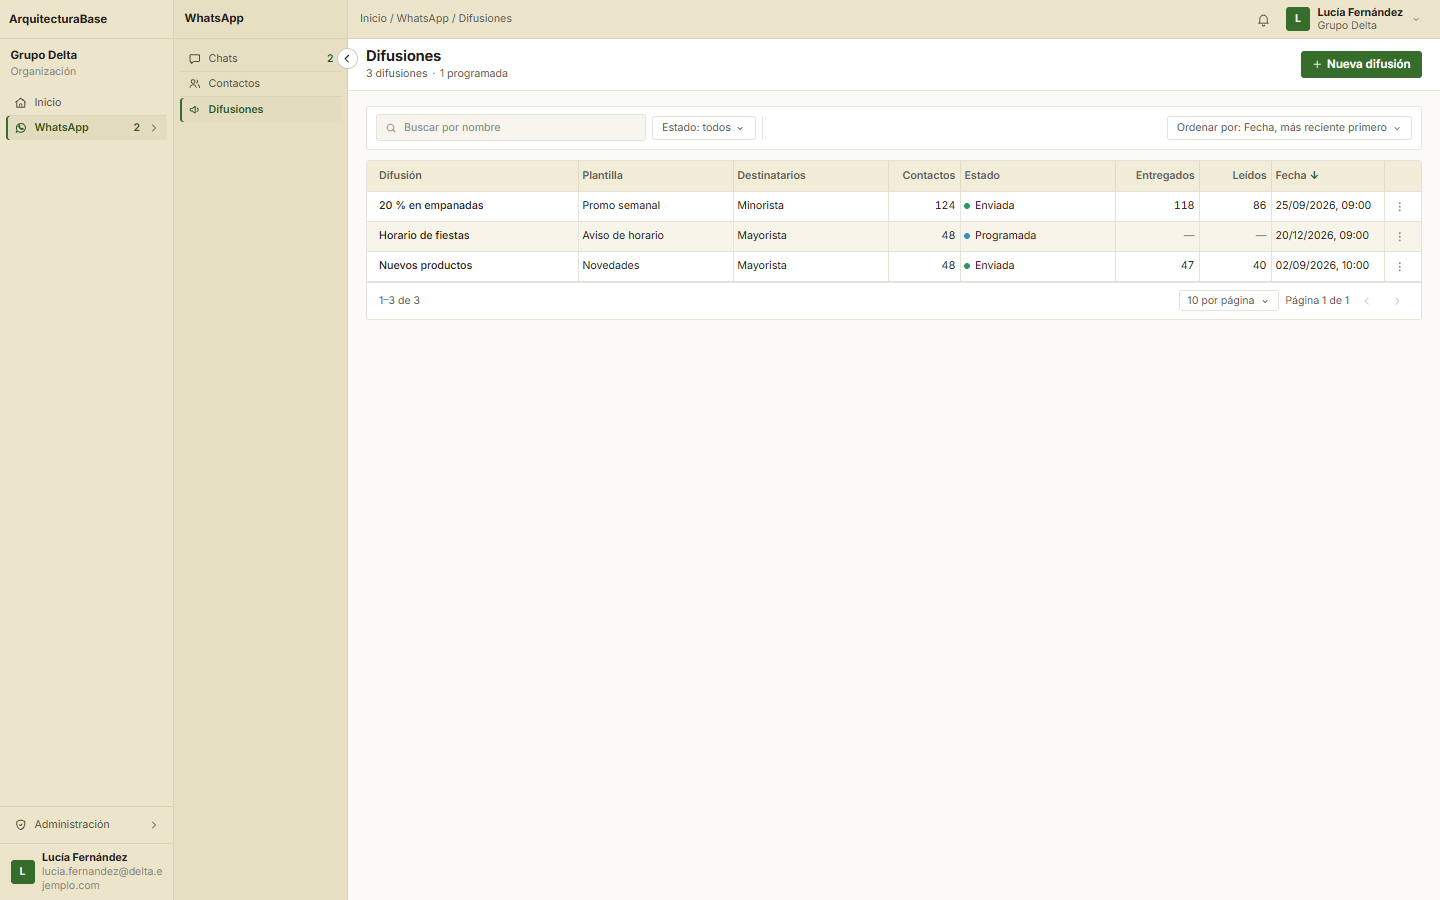 ArquitecturaBase
Grupo Delta
Organización
Inicio
WhatsApp 2
Administración
L
Lucía Fernández
lucia.fernandez@delta.e
jemplo.com
WhatsApp
Chats 2
Contactos
Difusiones
Inicio / WhatsApp / Difusiones
L
Lucía Fernández
Grupo Delta
Difusiones
3 difusiones · 1 programada
+ Nueva difusión
Buscar por nombre
Estado: todos
Ordenar por: Fecha, más reciente primero
Difusión Plantilla Destinatarios Contactos Estado Entregados Leídos Fecha ↓
20 % en empanadas Promo semanal Minorista 124 Enviada 118 86 25/09/2026, 09:00
Horario de fiestas Aviso de horario Mayorista 48 Programada — — 20/12/2026, 09:00
Nuevos productos Novedades Mayorista 48 Enviada 47 40 02/09/2026, 10:00
1–3 de 3
10 por página
Página 1 de 1